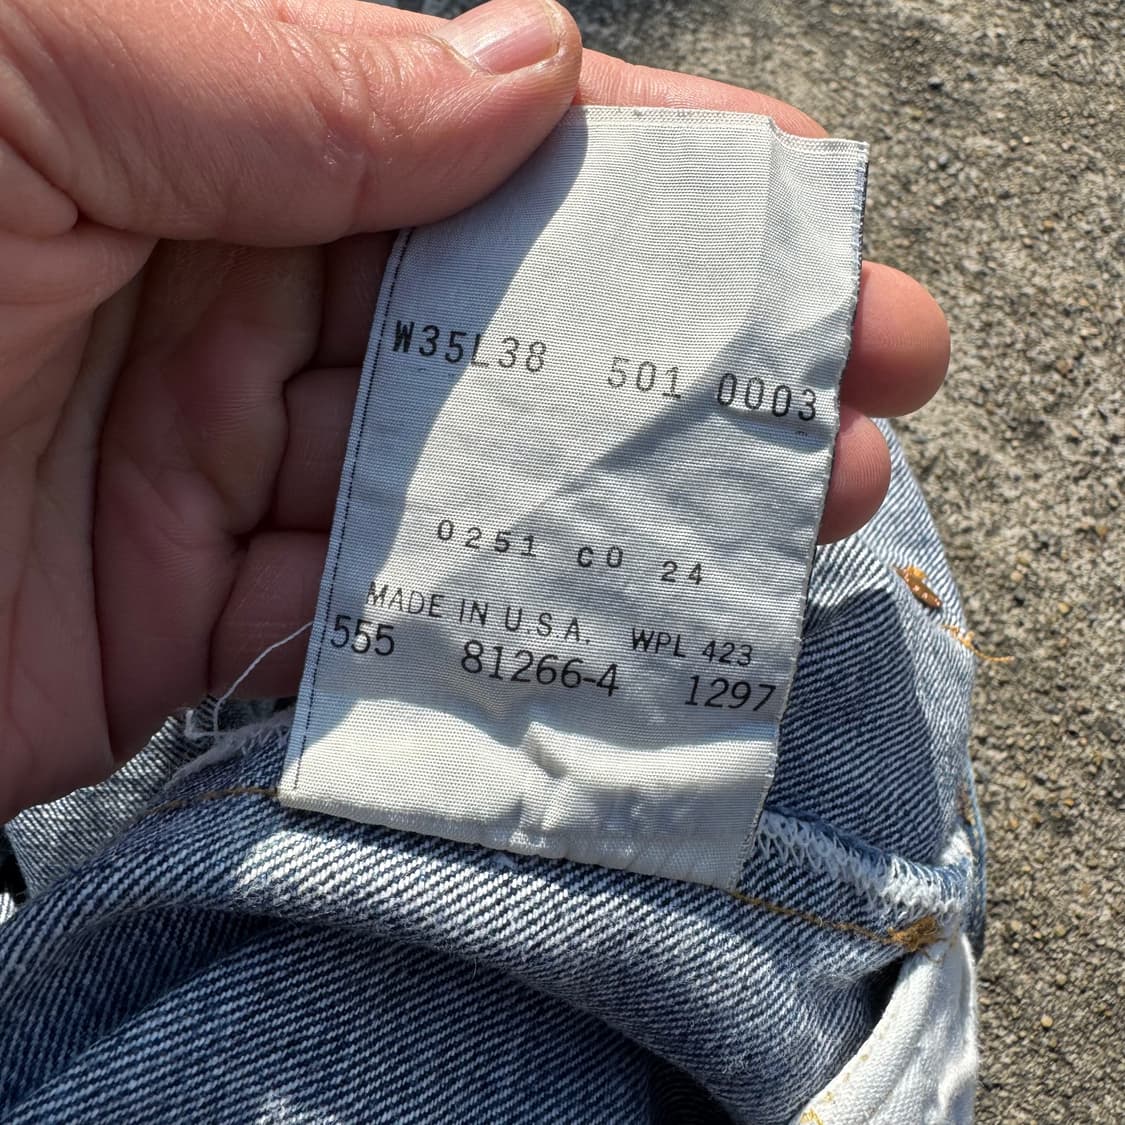 W35L38 501 0003
0251 C0 24
MADE IN U.S.A. WPL 423
555 81266-4 1297